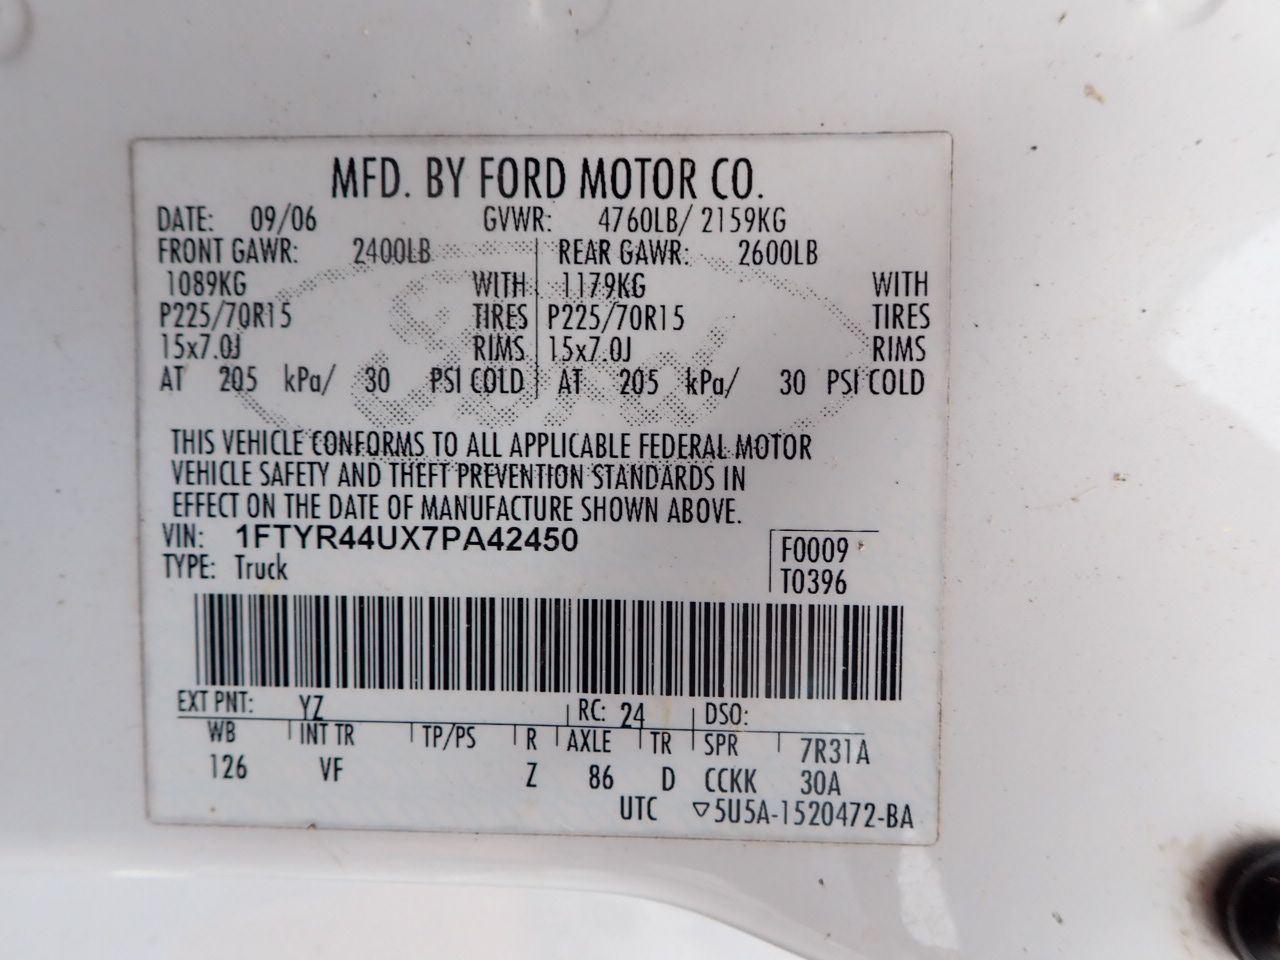 MFD. BY FORD MOTOR CO.
DATE: 09/06 GVWR: 4760LB/ 2159KG
FRONT GAWR: 2400LB REAR GAWR: 2600LB
1089KG WITH 1179KG WITH
P225/70R15 TIRES P225/70R15 TIRES
15x7.0J RIMS 15x7.0J RIMS
AT 205 kPa/ 30 PSI COLD AT 205 kPa/ 30 PSI COLD
THIS VEHICLE CONFORMS TO ALL APPLICABLE FEDERAL MOTOR
VEHICLE SAFETY AND THEFT PREVENTION STANDARDS IN
EFFECT ON THE DATE OF MANUFACTURE SHOWN ABOVE.
VIN: 1FTYR44UX7PA42450 F0009
TYPE: Truck T0396
EXT PNT: YZ RC: 24 DSO:
WB INT TR TP/PS R AXLE TR SPR 7R31A
126 VF Z 86 D CCKK 30A
UTC ▽5U5A-1520472-BA